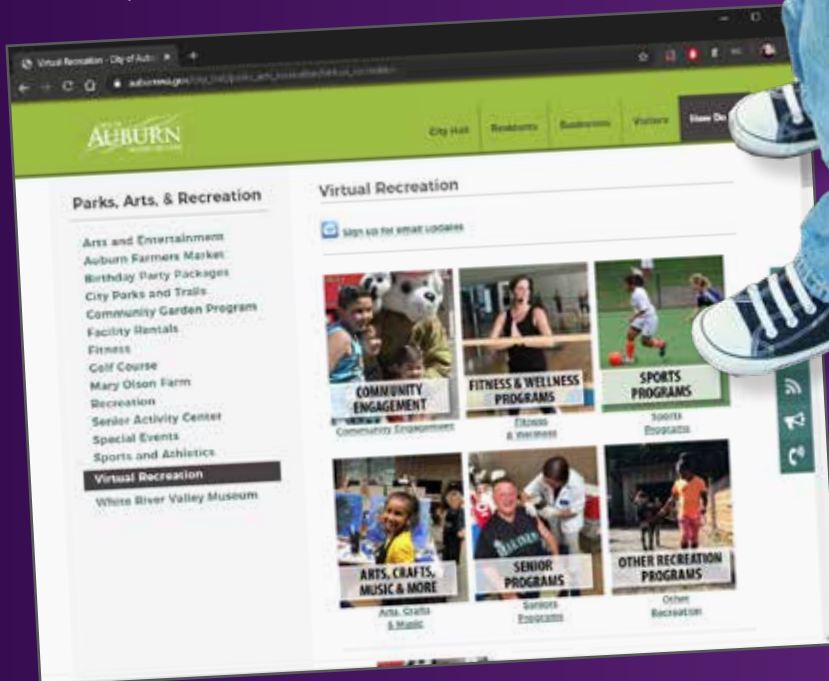 Virtual Recreation - City of Aubu
AUBURN
City Hall
Residents
Businesses
Visitors
How Do
Parks, Arts, & Recreation
Arts and Entertainment
Auburn Farmers Market
Birthday Party Packages
City Parks and Trails
Community Garden Program
Facility Rentals
Fitness
Golf Course
Mary Olson Farm
Recreation
Senior Activity Center
Special Events
Sports and Athletics
Virtual Recreation
White River Valley Museum
Virtual Recreation
Sign up for email updates
COMMUNITY
ENGAGEMENT
Community Engagement
FITNESS & WELLNESS
PROGRAMS
Fitness
& Wellness
SPORTS
PROGRAMS
Sports
Programs
ARTS, CRAFTS,
MUSIC & MORE
Arts, Crafts
& Music
SENIOR
PROGRAMS
Seniors
Programs
OTHER RECREATION
PROGRAMS
Other
Recreation